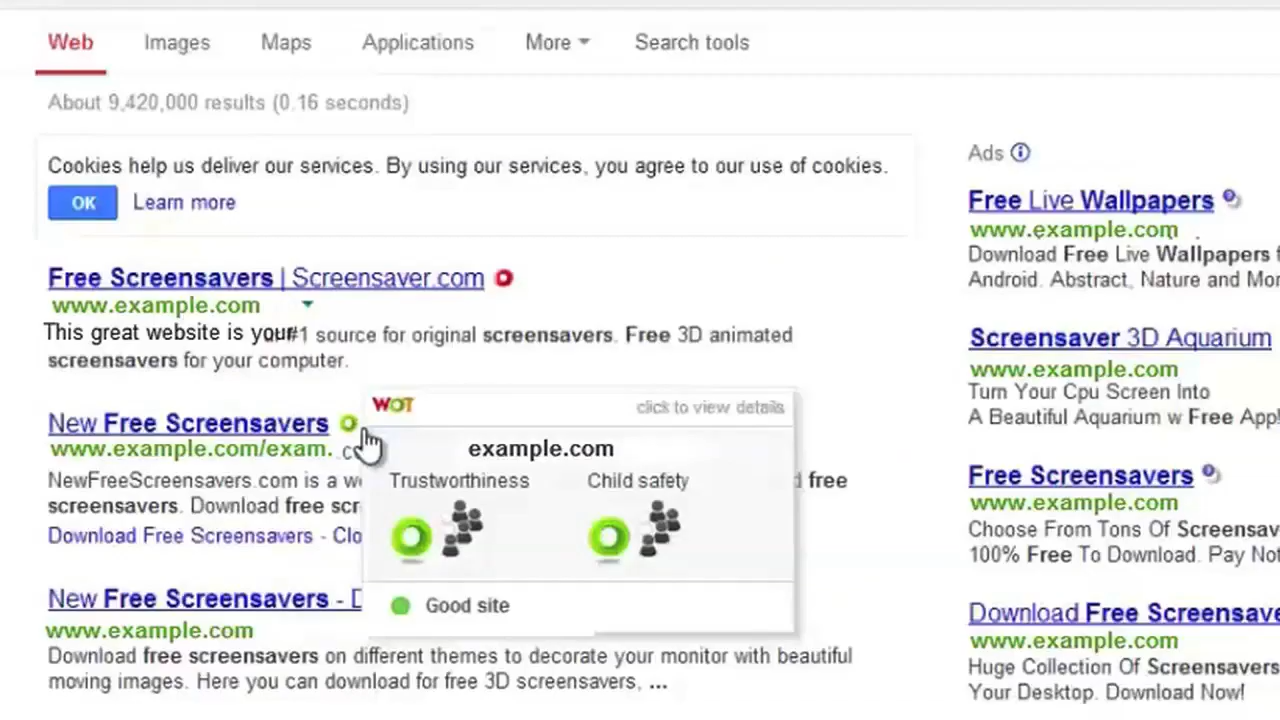 Web Images Maps Applications More Search tools
About 9,420,000 results (0.16 seconds)
Cookies help us deliver our services. By using our services, you agree to our use of cookies.
OK Learn more
Free Screensavers | Screensaver.com
www.example.com
This great website is your #1 source for original screensavers. Free 3D animated
screensavers for your computer.
New Free Screensavers
www.example.com/exam.
NewFreeScreensavers.com is a free
screensavers. Download free
Download Free Screensavers -
New Free Screensavers -
www.example.com
Download free screensavers on different themes to decorate your monitor with beautiful
moving images. Here you can download for free 3D screensavers, ...
WOT click to view details
example.com
Trustworthiness Child safety
Good site
Ads
Free Live Wallpapers
www.example.com
Download Free Live Wallpapers
Android. Abstract, Nature and
Screensaver 3D Aquarium
www.example.com
Turn Your Cpu Screen Into
A Beautiful Aquarium w Free App!
Free Screensavers
www.example.com
Choose From Tons Of
100% Free To Download. Pay
Download Free
www.example.com
Huge Collection Of Screensavers
Your Desktop. Download Now!